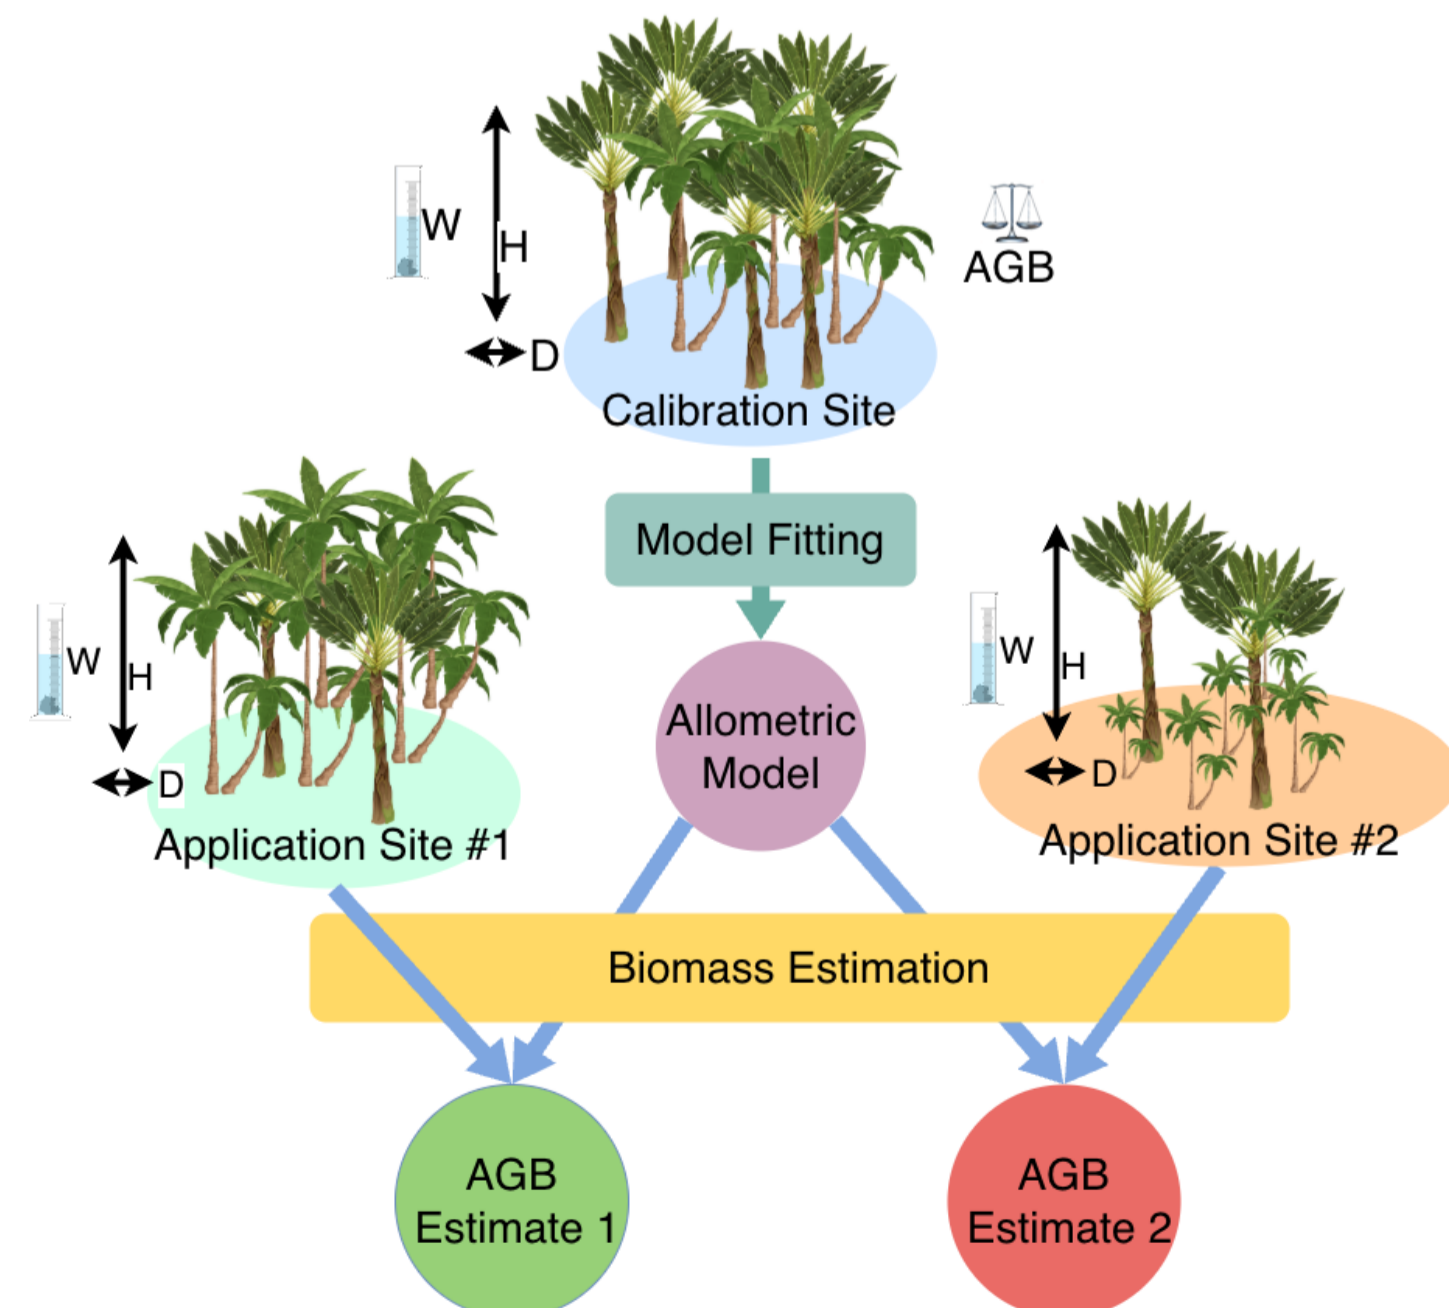 W
H
AGB
D
Calibration Site
Model Fitting
W
H
D
Application Site #1
Allometric
Model
W
H
D
Application Site #2
Biomass Estimation
AGB
Estimate 1
AGB
Estimate 2